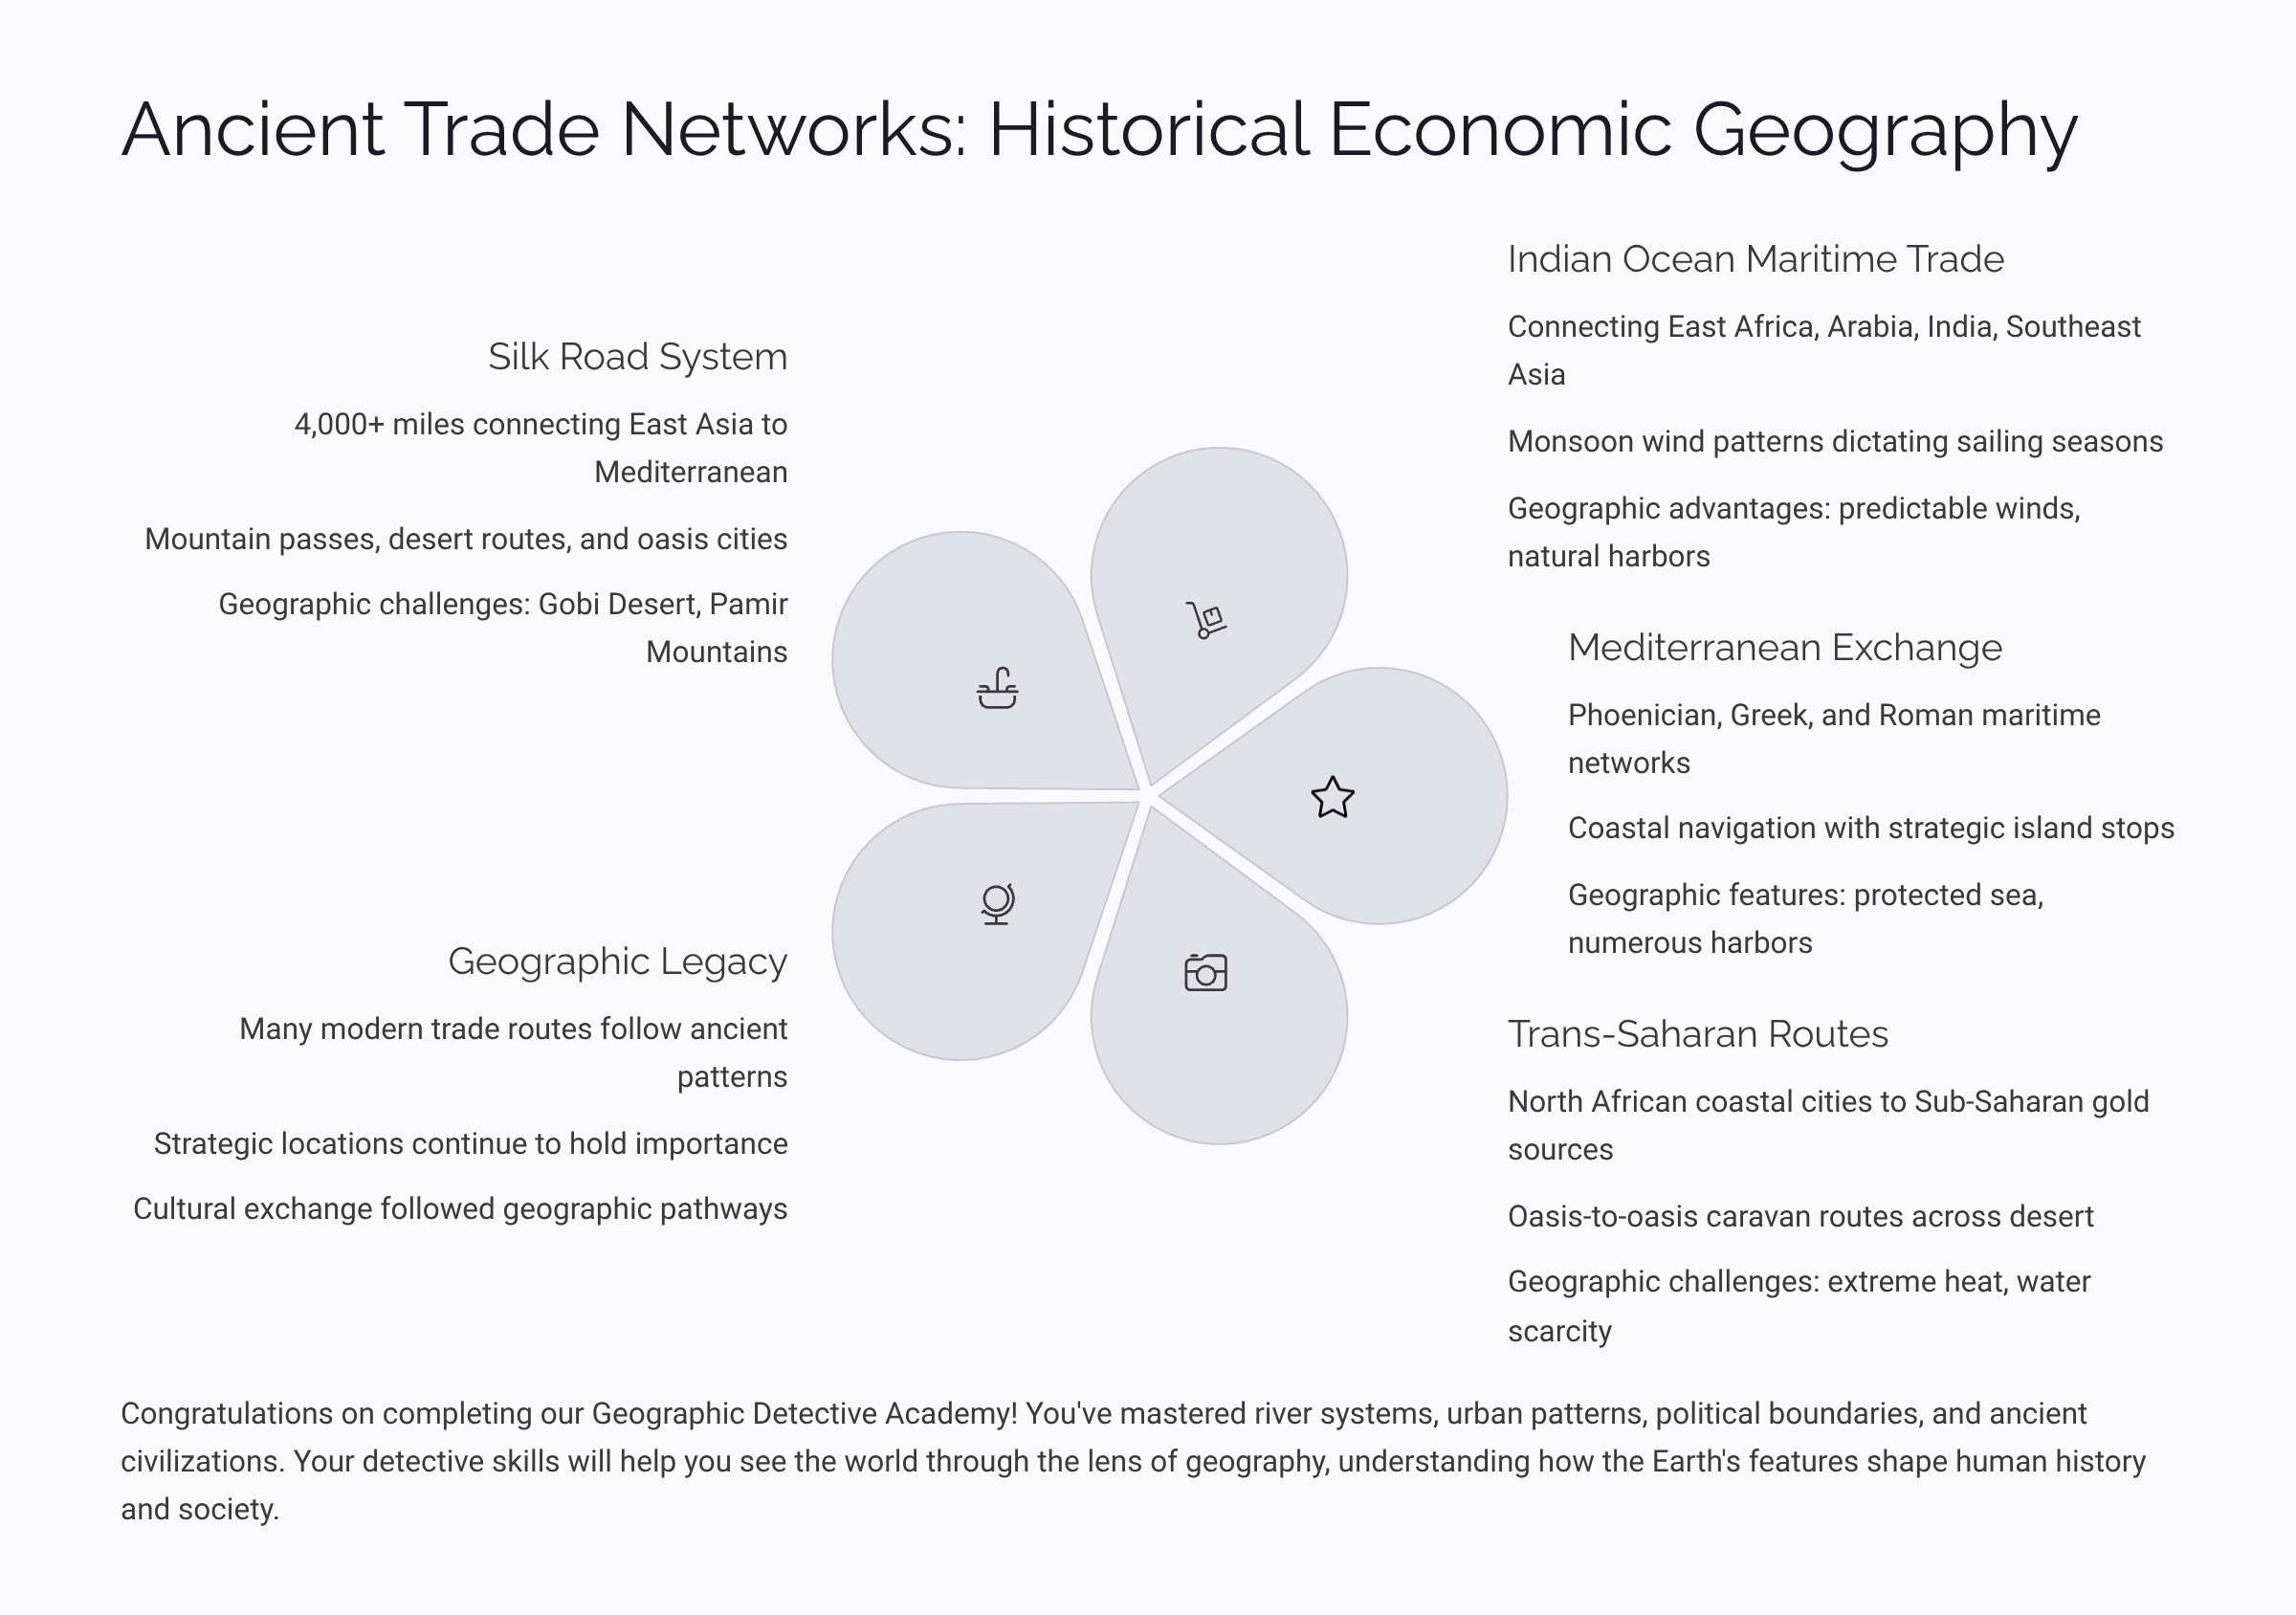 Ancient Trade Networks: Historical Economic Geography
Silk Road System
4,000+ miles connecting East Asia to
Mediterranean
Mountain passes, desert routes, and oasis cities
Geographic challenges: Gobi Desert, Pamir
Mountains
Indian Ocean Maritime Trade
Connecting East Africa, Arabia, India, Southeast
Asia
Monsoon wind patterns dictating sailing seasons
Geographic advantages: predictable winds,
natural harbors
Mediterranean Exchange
Phoenician, Greek, and Roman maritime
networks
Coastal navigation with strategic island stops
Geographic features: protected sea,
numerous harbors
Trans-Saharan Routes
North African coastal cities to Sub-Saharan gold
sources
Oasis-to-oasis caravan routes across desert
Geographic challenges: extreme heat, water
scarcity
Geographic Legacy
Many modern trade routes follow ancient
patterns
Strategic locations continue to hold importance
Cultural exchange followed geographic pathways
Congratulations on completing our Geographic Detective Academy! You've mastered river systems, urban patterns, political boundaries, and ancient
civilizations. Your detective skills will help you see the world through the lens of geography, understanding how the Earth's features shape human history
and society.